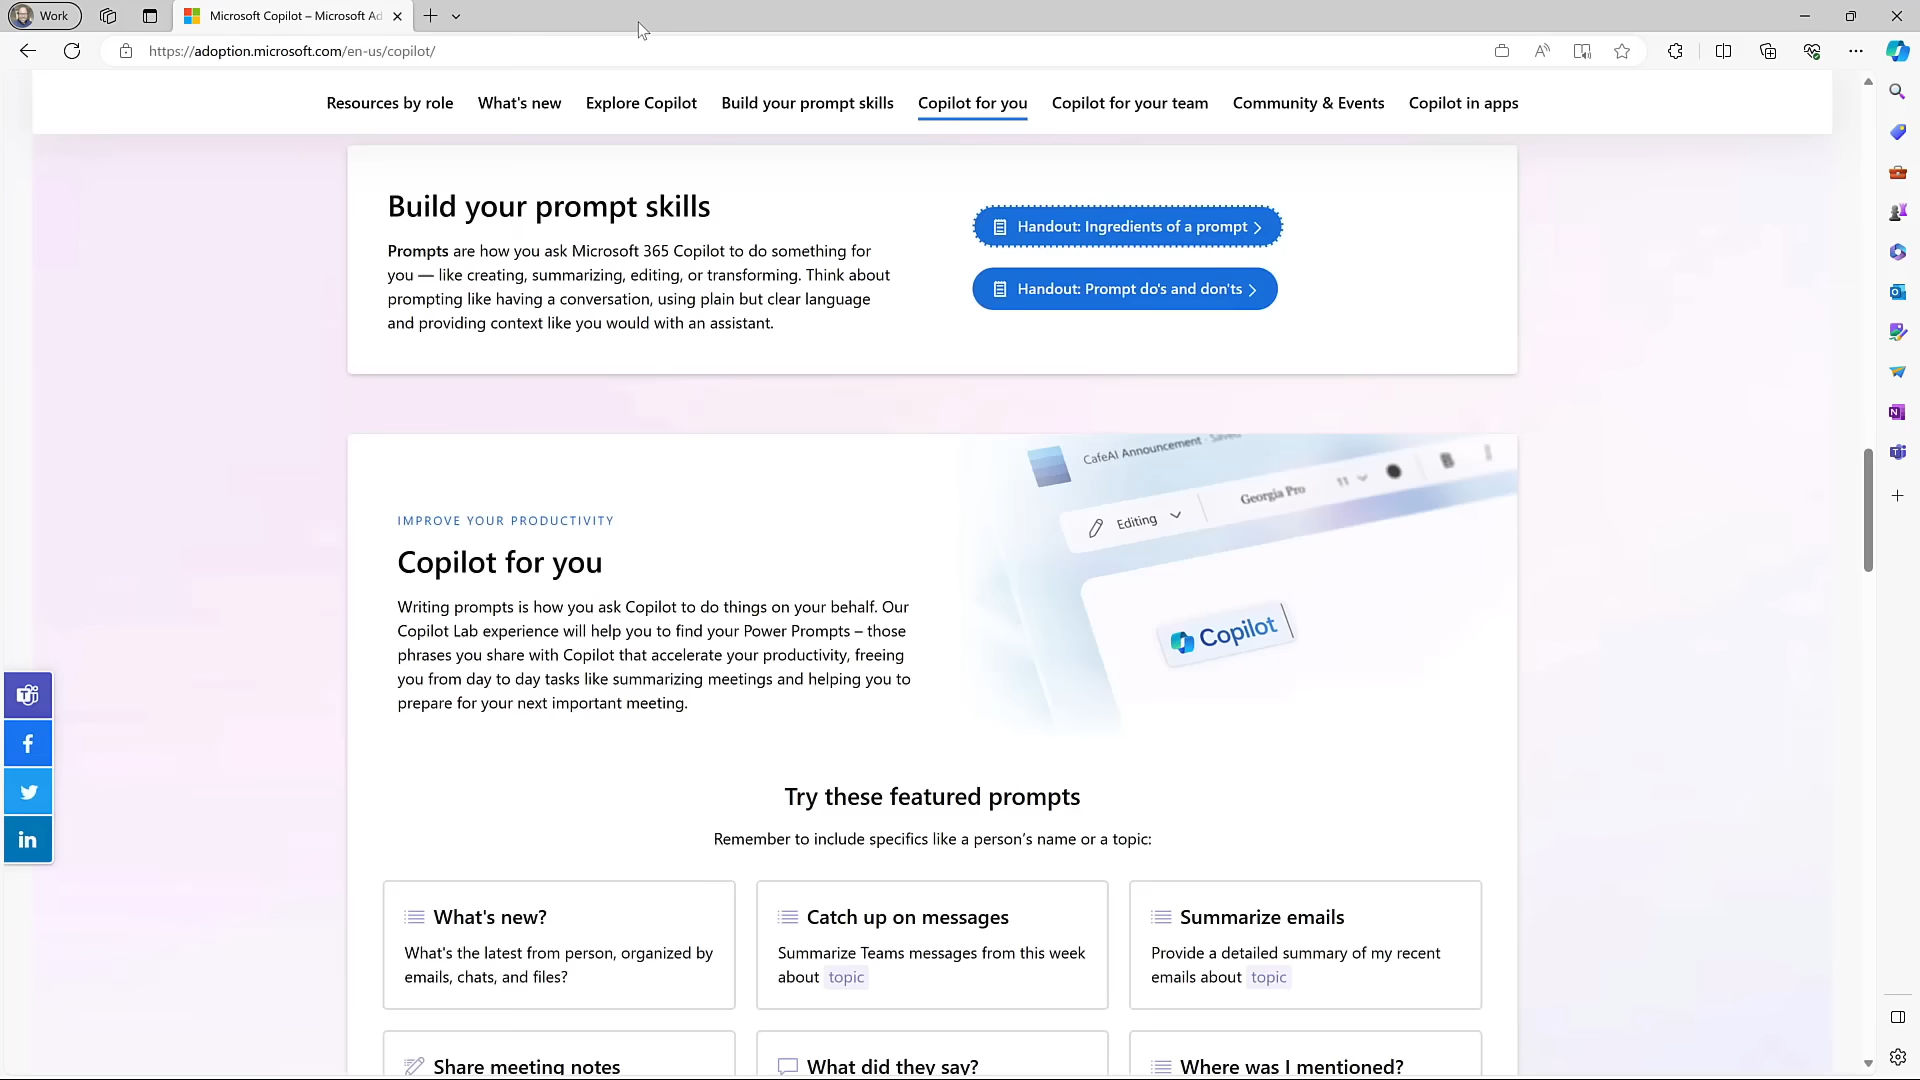 Work
Microsoft Copilot – Microsoft Ad
https://adoption.microsoft.com/en-us/copilot/
Resources by role
What's new
Explore Copilot
Build your prompt skills
Copilot for you
Copilot for your team
Community & Events
Copilot in apps
Build your prompt skills
Prompts are how you ask Microsoft 365 Copilot to do something for
you — like creating, summarizing, editing, or transforming. Think about
prompting like having a conversation, using plain but clear language
and providing context like you would with an assistant.
Handout: Ingredients of a prompt
Handout: Prompt do's and don'ts
CafeAI Announcement · Saved
Georgia Pro
11
Editing
Copilot
IMPROVE YOUR PRODUCTIVITY
Copilot for you
Writing prompts is how you ask Copilot to do things on your behalf. Our
Copilot Lab experience will help you to find your Power Prompts – those
phrases you share with Copilot that accelerate your productivity, freeing
you from day to day tasks like summarizing meetings and helping you to
prepare for your next important meeting.
Try these featured prompts
Remember to include specifics like a person’s name or a topic:
What's new?
What's the latest from person, organized by
emails, chats, and files?
Catch up on messages
Summarize Teams messages from this week
about topic
Summarize emails
Provide a detailed summary of my recent
emails about topic
Share meeting notes
What did they say?
Where was I mentioned?